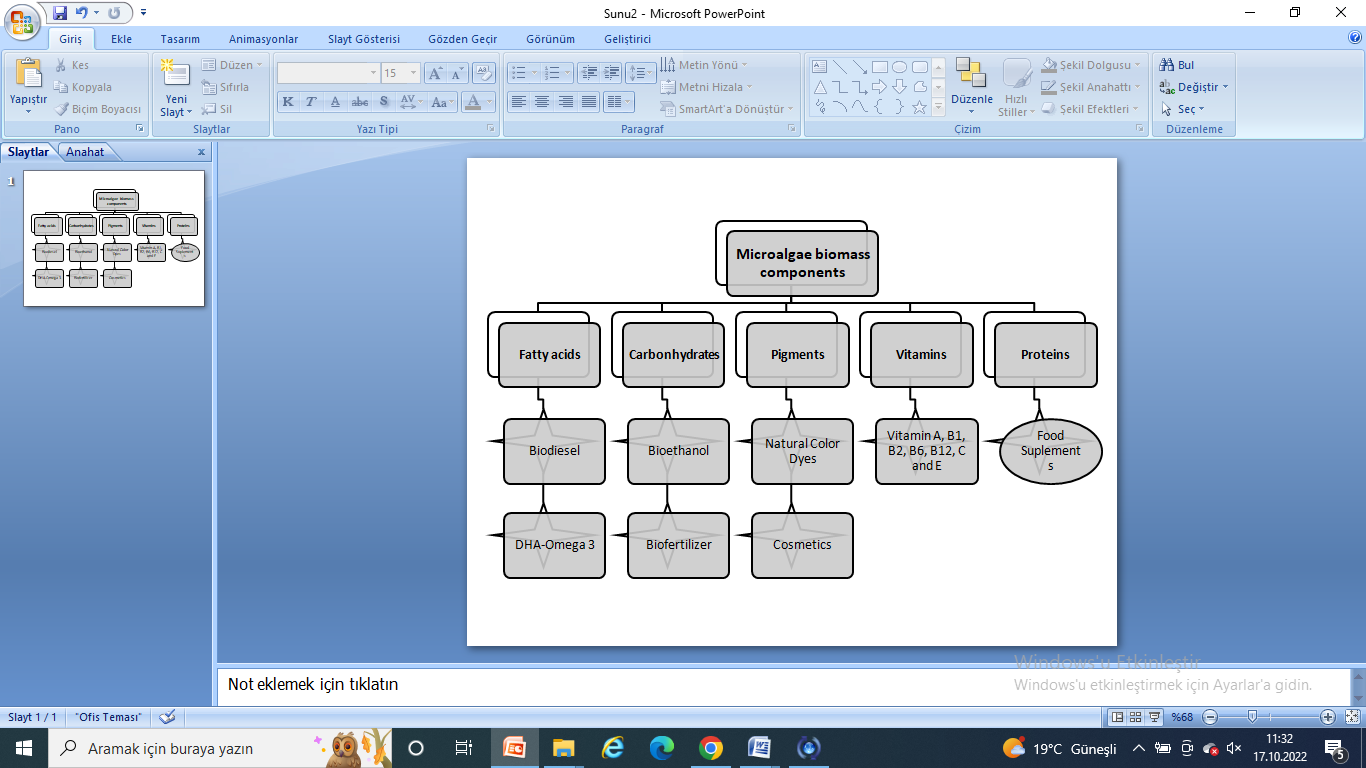 Sunu2 - Microsoft PowerPoint
Giriş Ekle Tasarım Animasyonlar Slayt Gösterisi Gözden Geçir Görünüm Geliştirici
Yapıştır
Kes
Kopyala
Biçim Boyacısı
Pano
Yeni
Slayt
Düzen
Sıfırla
Sil
Slaytlar
15
K T A abc S AV Aa A
Yazı Tipi
Metin Yönü
Metni Hizala
SmartArt'a Dönüştür
Paragraf
Düzenle
Hızlı
Stiller
Şekil Dolgusu
Şekil Anahattı
Şekil Efektleri
Çizim
Bul
Değiştir
Seç
Düzenleme
Slaytlar Anahat x
1
Microalgae biomass
components
Fatty acids Carbonhydrates Pigments Vitamins Proteins
Biodiesel
Bioethanol
Natural Color
Dyes
Vitamin A, B1,
B2, B6, B12, C
and E
Food
Suplement
s
DHA-Omega 3
Biofertilizer
Cosmetics
Not eklemek için tıklatın
Windows'u Etkinleştir
Windows'u etkinleştirmek için Ayarlar'a gidin.
Slayt 1 / 1 "Ofis Teması" %68
Aramak için buraya yazın
19°C Güneşli
11:32
17.10.2022
5